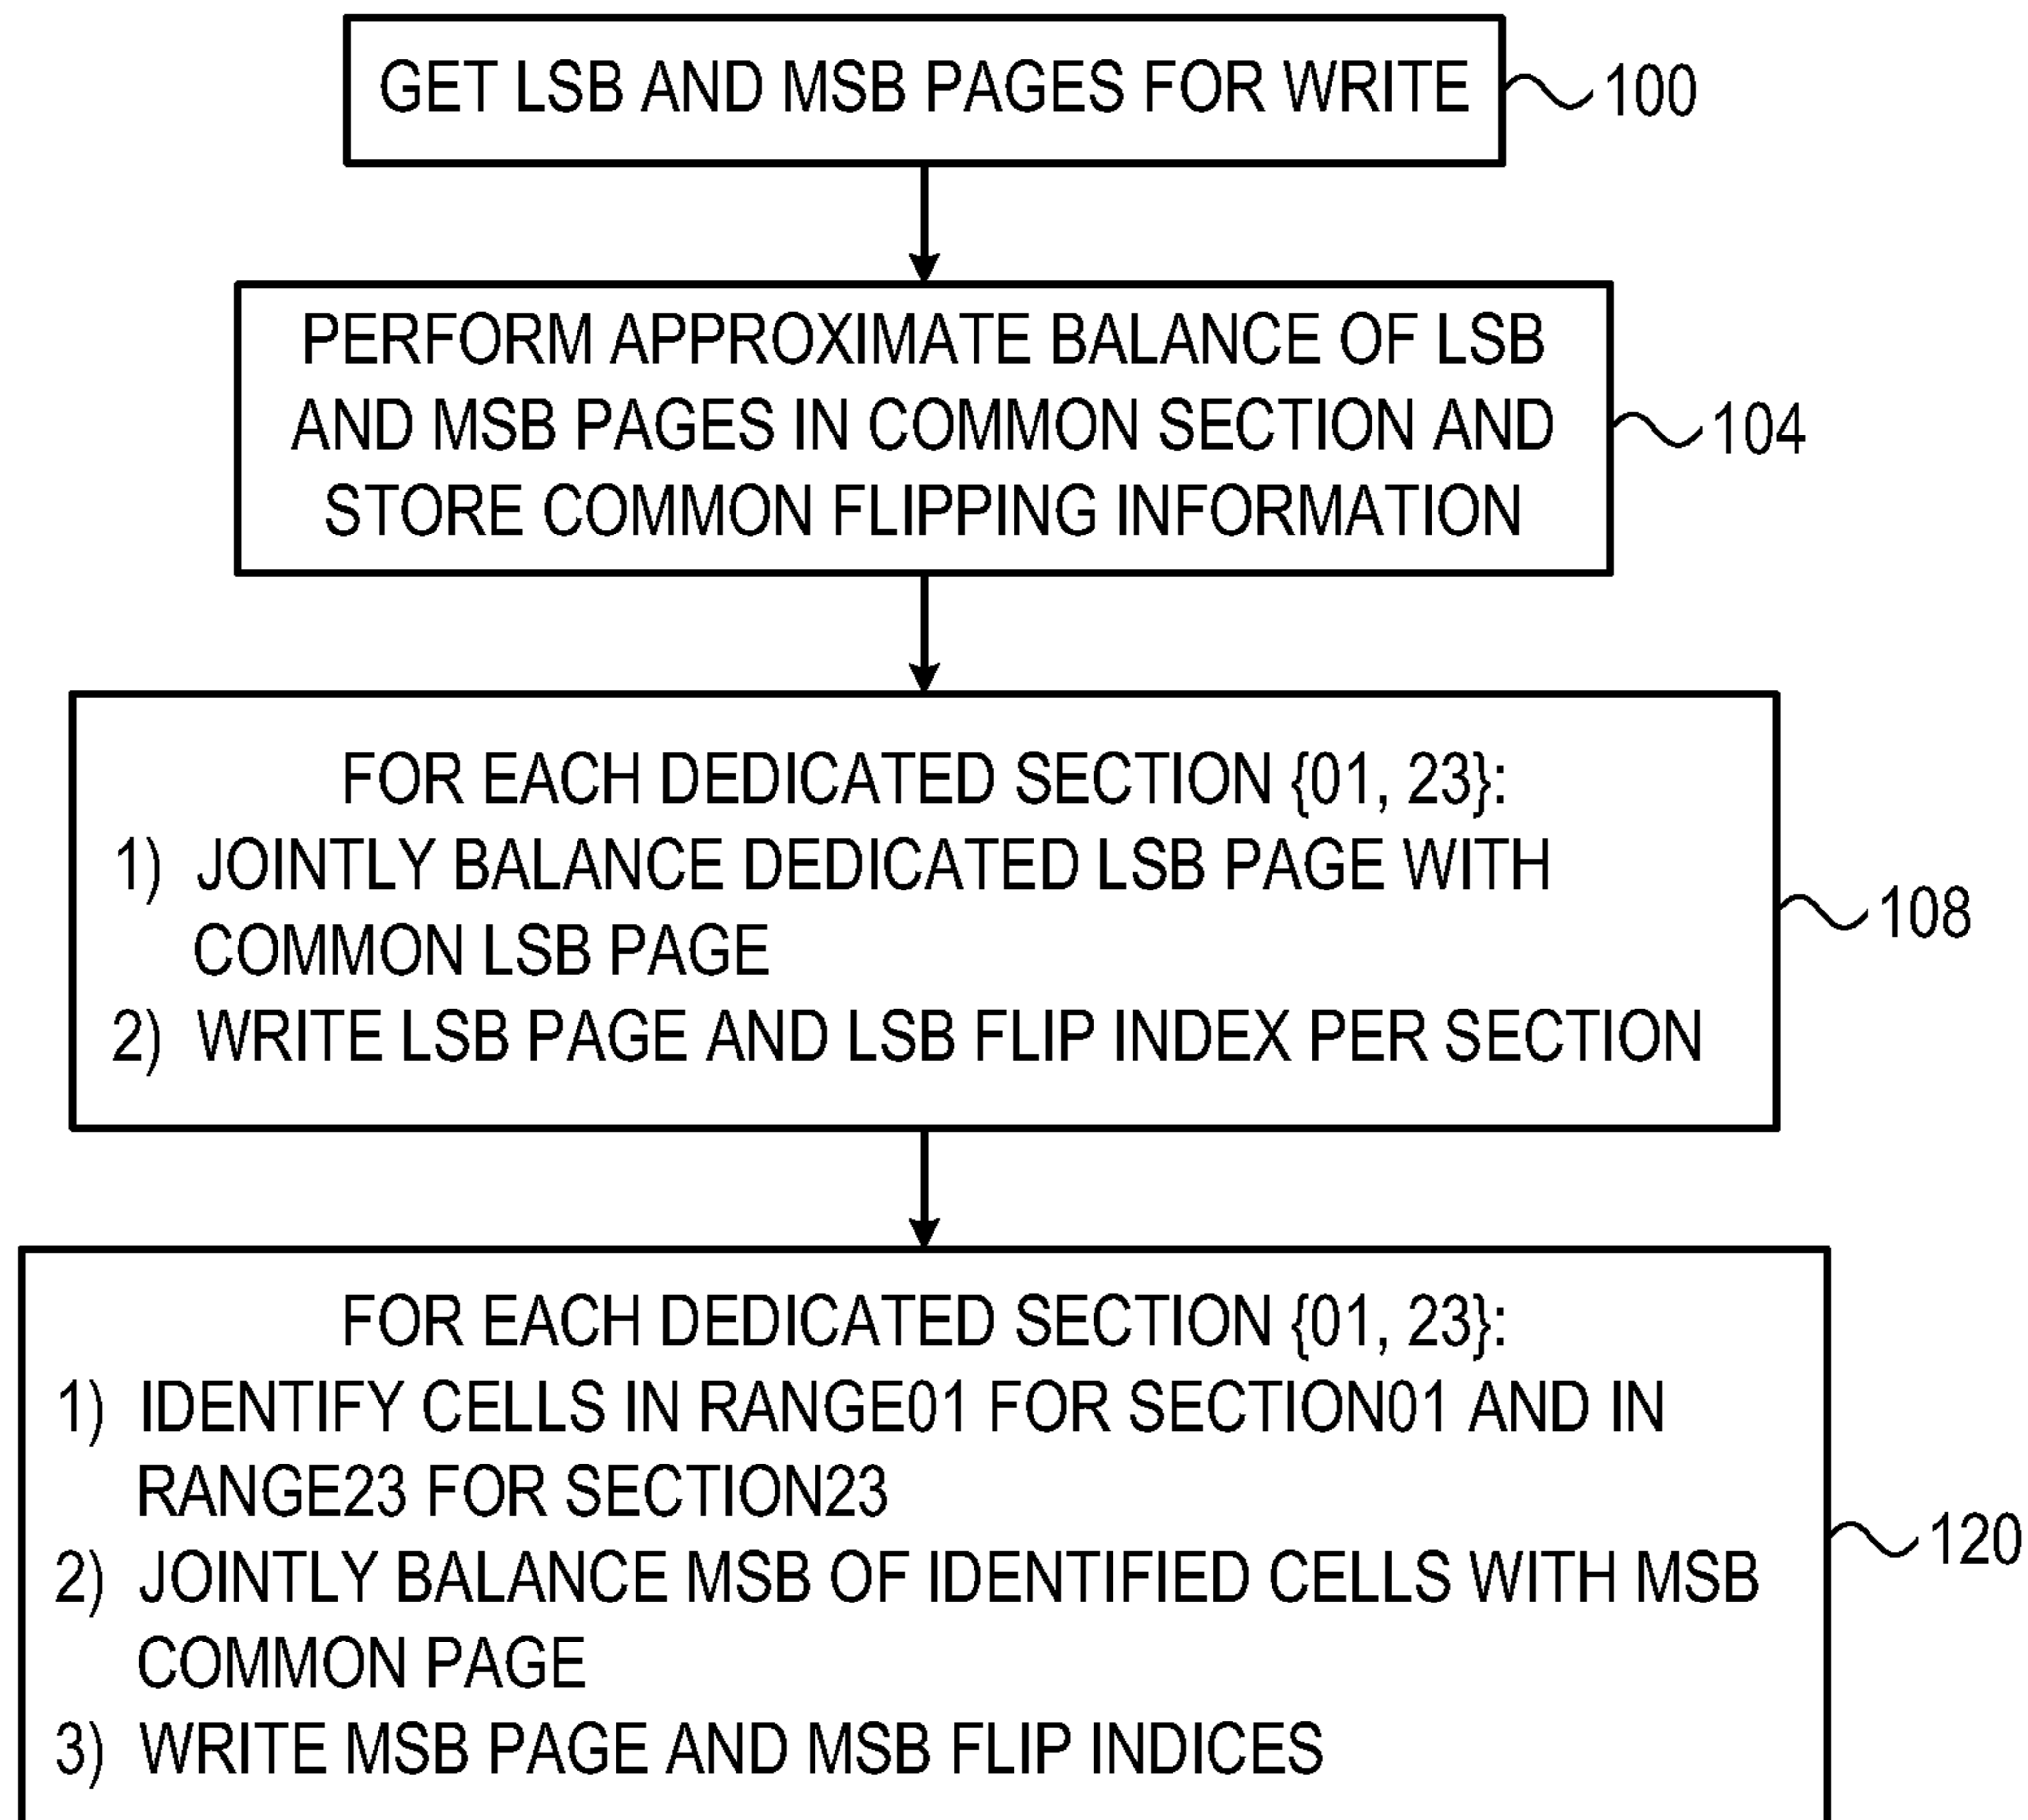 GET LSB AND MSB PAGES FOR WRITE
100
PERFORM APPROXIMATE BALANCE OF LSB
AND MSB PAGES IN COMMON SECTION AND
STORE COMMON FLIPPING INFORMATION
104
FOR EACH DEDICATED SECTION {01, 23}:
1) JOINTLY BALANCE DEDICATED LSB PAGE WITH
COMMON LSB PAGE
2) WRITE LSB PAGE AND LSB FLIP INDEX PER SECTION
108
FOR EACH DEDICATED SECTION {01, 23}:
1) IDENTIFY CELLS IN RANGE01 FOR SECTION01 AND IN
RANGE23 FOR SECTION23
2) JOINTLY BALANCE MSB OF IDENTIFIED CELLS WITH MSB
COMMON PAGE
3) WRITE MSB PAGE AND MSB FLIP INDICES
120